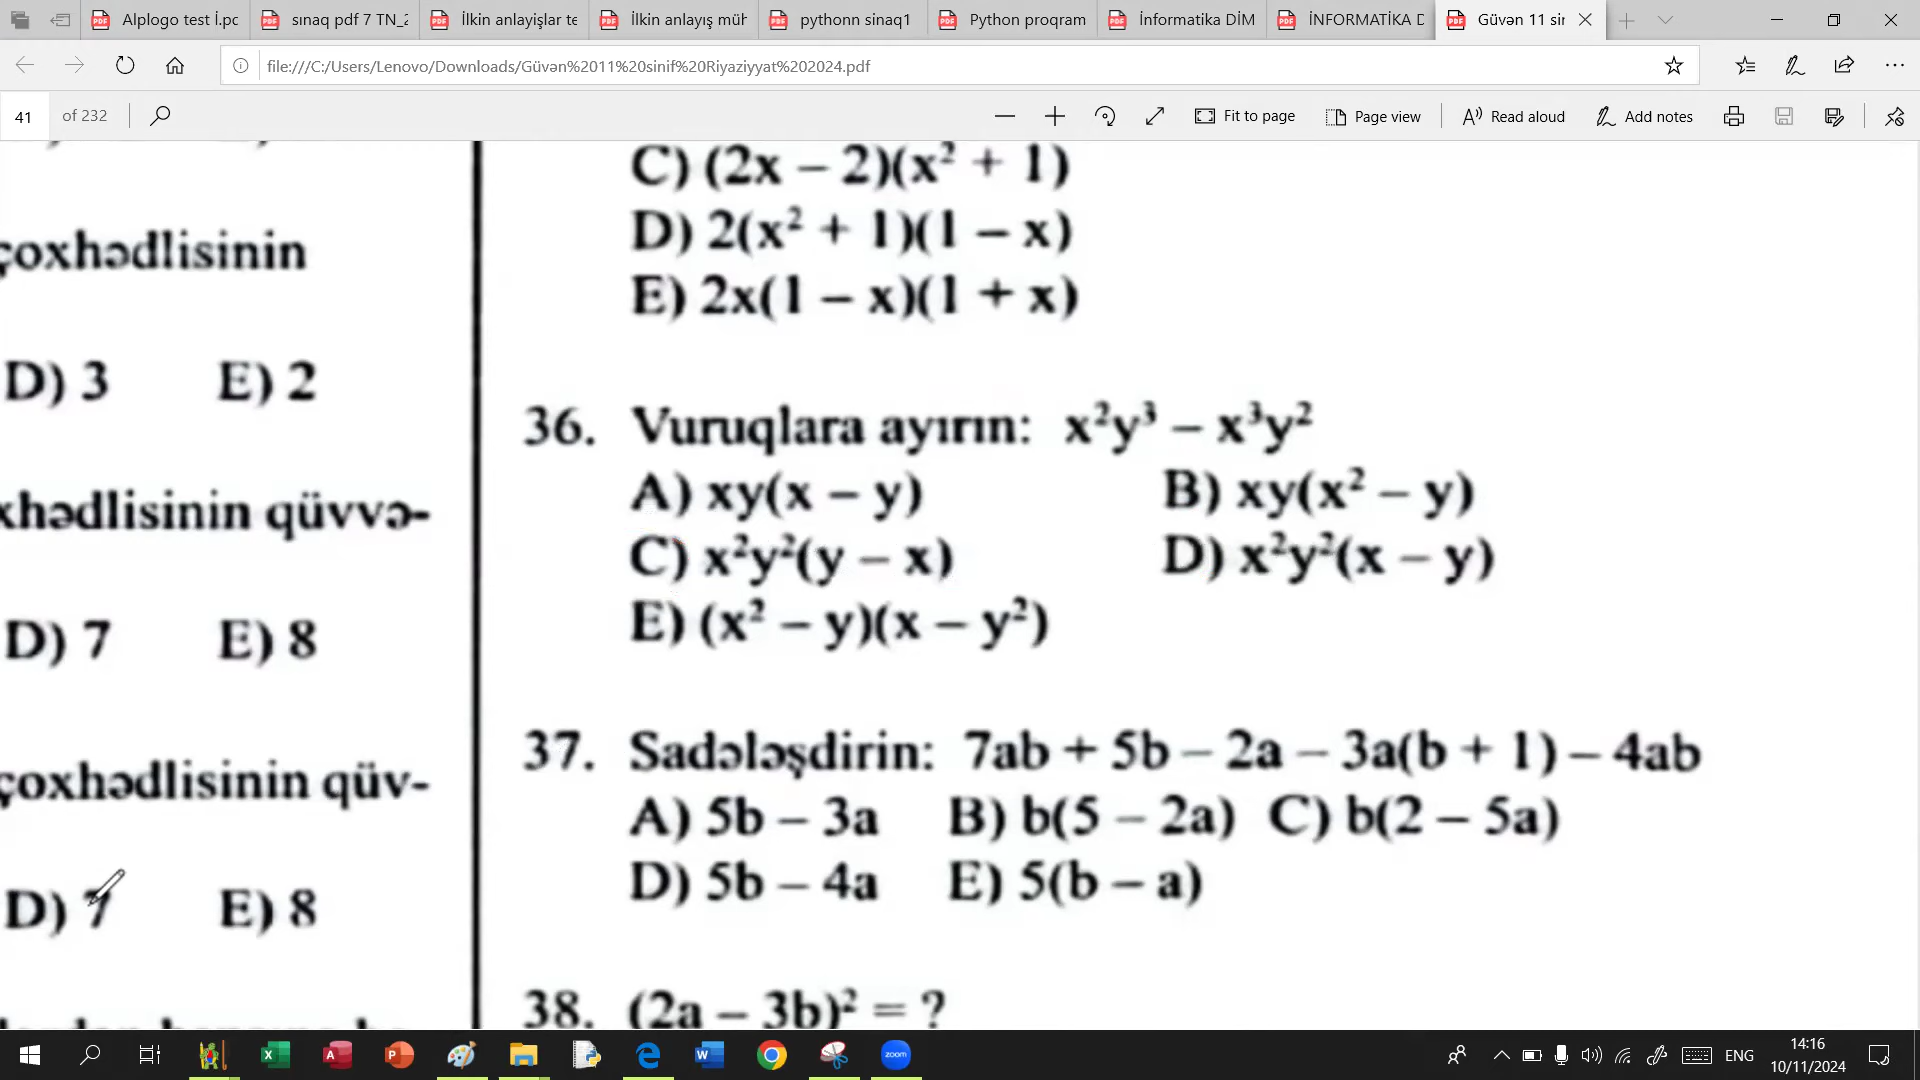 Alplogo test İ.pc
sınaq pdf 7 TN_2
İlkin anlayişlar te
İlkin anlayış müh
pythonn sinaq1
Python proqram
İnformatika DİM
İNFORMATİKA D
Güvən 11 sin
file:///C:/Users/Lenovo/Downloads/Güvən%2011%20sinif%20Riyaziyyat%202024.pdf
41 of 232
Fit to page
Page view
Read aloud
Add notes
çoxhədlisinin
D) 3 E) 2
xhədlisinin qüvvə-
D) 7 E) 8
çoxhədlisinin qüv-
D) 7 E) 8
C) (2x – 2)(x² + 1)
D) 2(x² + 1)(1 – x)
E) 2x(1 – x)(1 + x)
36. Vuruqlara ayırın: x²y³ – x³y²
A) xy(x – y) B) xy(x² – y)
C) x²y²(y – x) D) x²y²(x – y)
E) (x² – y)(x – y²)
37. Sadələşdirin: 7ab + 5b – 2a – 3a(b + 1) – 4ab
A) 5b – 3a B) b(5 – 2a) C) b(2 – 5a)
D) 5b – 4a E) 5(b – a)
38. (2a – 3b)² = ?
zoom
ENG
14:16
10/11/2024